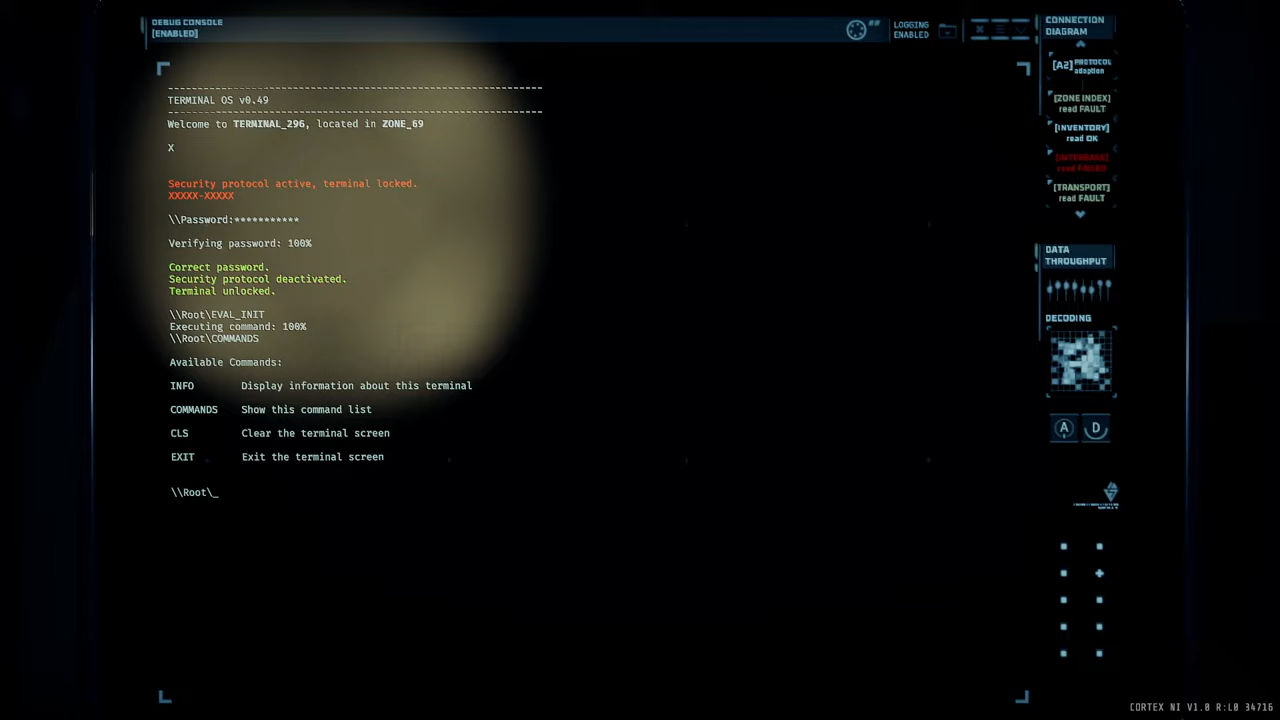 DEBUG CONSOLE
[ENABLED]
LOGGING
ENABLED
------------------------------------------------------------
TERMINAL OS v0.49
------------------------------------------------------------
Welcome to TERMINAL_296, located in ZONE_69
X
Security protocol active, terminal locked.
XXXXX-XXXXX
\\Password:***********
Verifying password: 100%
Correct password.
Security protocol deactivated.
Terminal unlocked.
\\Root\EVAL_INIT
Executing command: 100%
\\Root\COMMANDS
Available Commands:
INFO Display information about this terminal
COMMANDS Show this command list
CLS Clear the terminal screen
EXIT Exit the terminal screen
\\Root\_
CONNECTION
DIAGRAM
[A2] PROTOCOL
adaption
[ZONE INDEX]
read FAULT
[INVENTORY]
read OK
read FAILED
[TRANSPORT]
read FAULT
DATA
THROUGHPUT
DECODING
A D
CORTEX NI V1.0 R:L0 34716